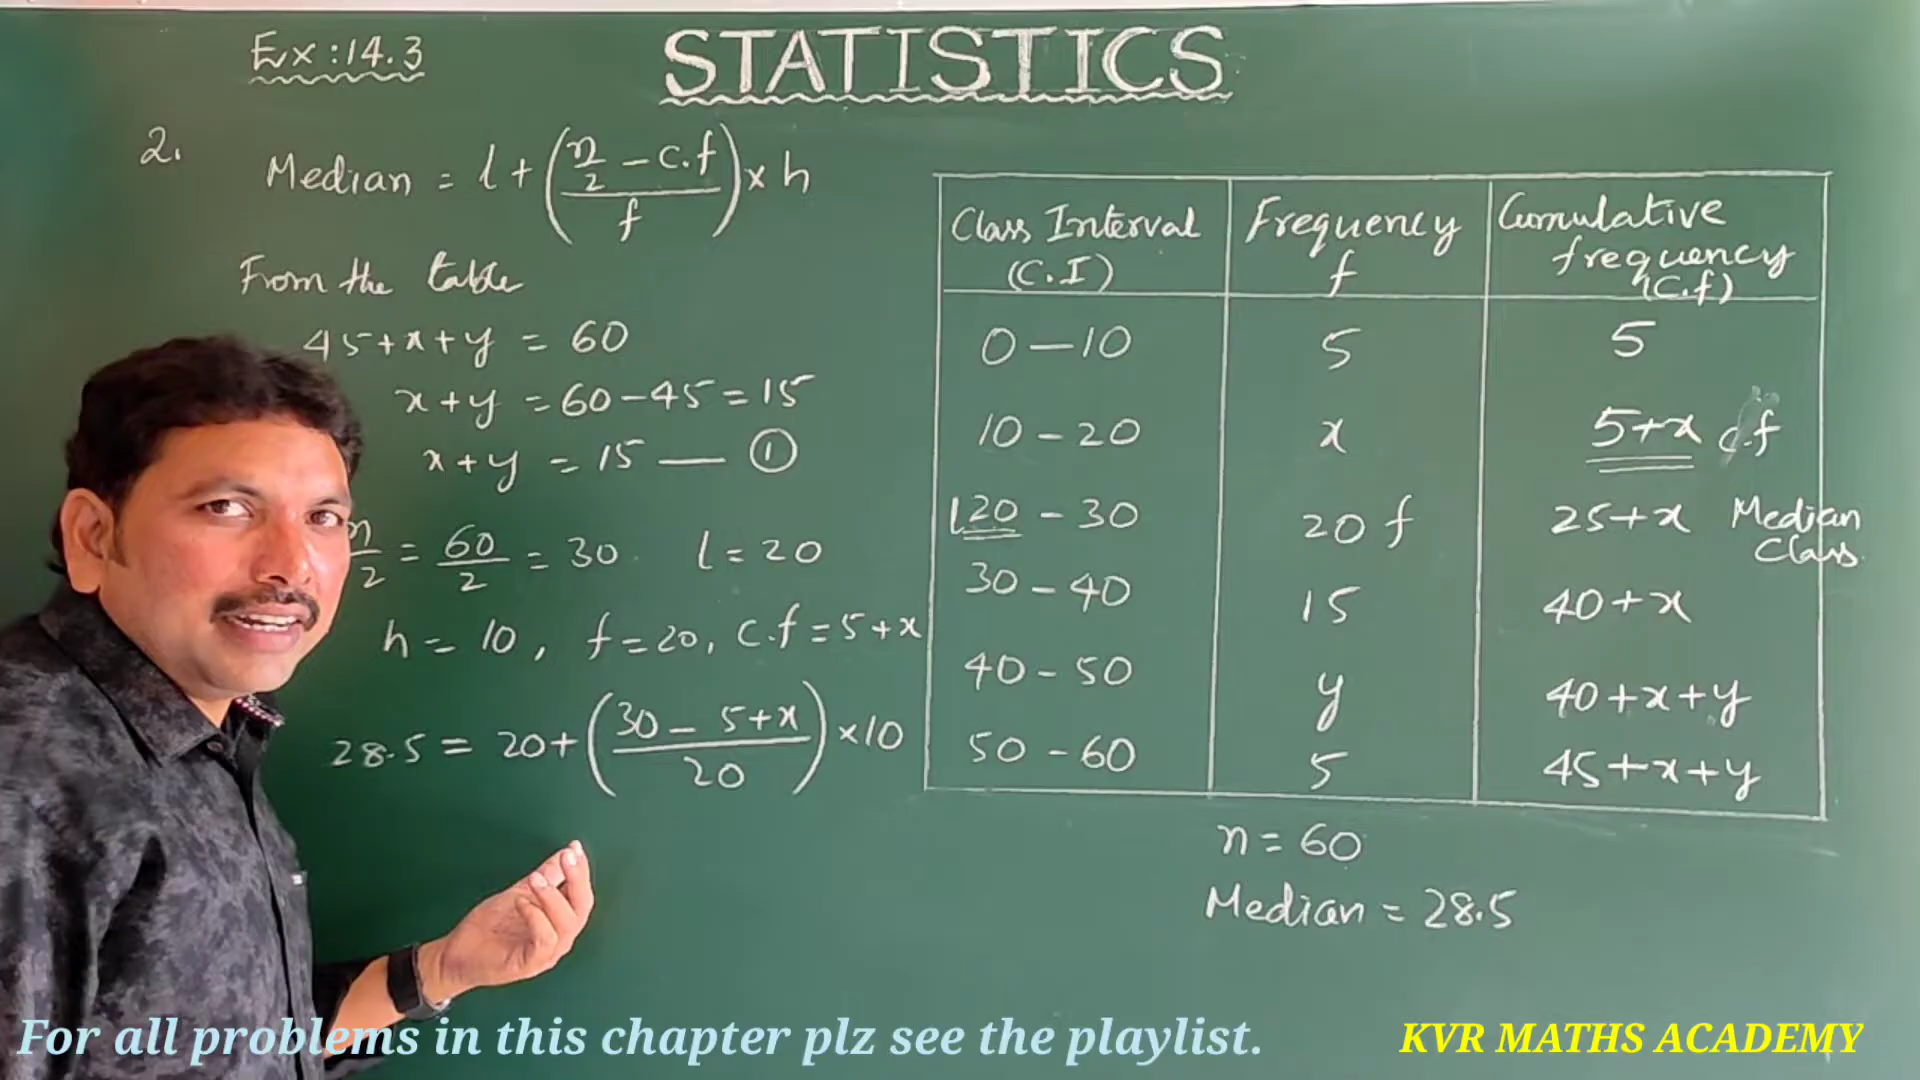 Ex : 14.3
STATISTICS
2.
Median = l + ( n/2 - c.f / f ) × h
From the table
45 + x + y = 60
x + y = 60 - 45 = 15
x + y = 15 — ①
n/2 = 60/2 = 30 l = 20
h = 10 , f = 20 , c.f = 5 + x
28.5 = 20 + ( 30 - 5 + x / 20 ) × 10
Class Interval (C.I) Frequency f Cumulative frequency (c.f)
0 - 10 5 5
10 - 20 x 5 + x c.f
l 20 - 30 20 f 25 + x Median Class
30 - 40 15 40 + x
40 - 50 y 40 + x + y
50 - 60 5 45 + x + y
n = 60
Median = 28.5
For all problems in this chapter plz see the playlist.
KVR MATHS ACADEMY